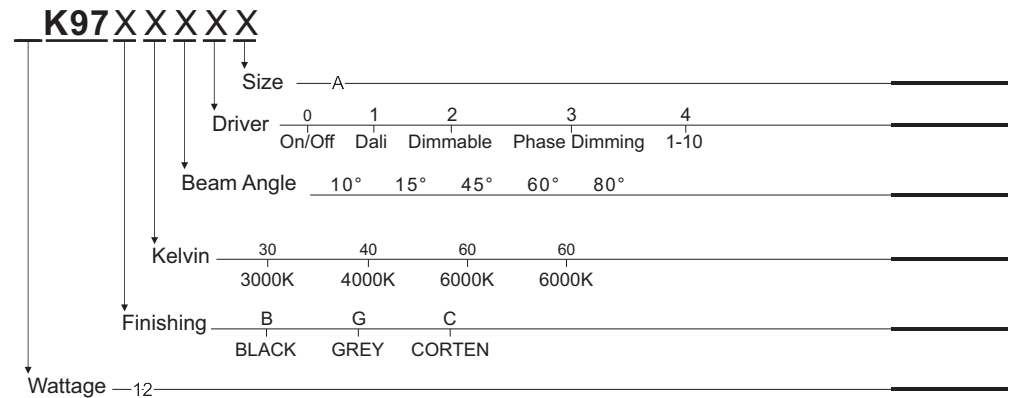 _K97XXXXX
Size A
Driver 0 1 2 3 4
On/Off Dali Dimmable Phase Dimming 1-10
Beam Angle 10° 15° 45° 60° 80°
Kelvin 30 40 60 60
3000K 4000K 6000K 6000K
Finishing B G C
BLACK GREY CORTEN
Wattage 12